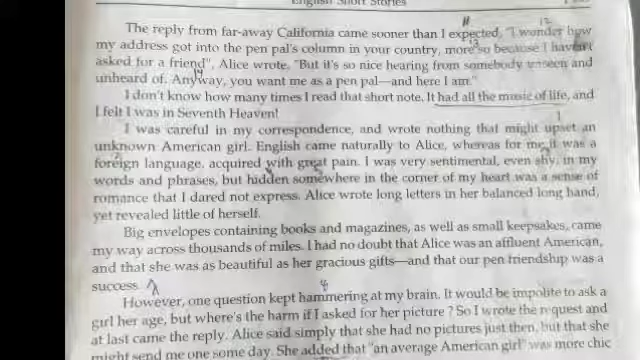 English Short Stories
The reply from far-away California came sooner than I expected, "I wonder how
my address got into the pen pal's column in your country, more so because I haven't
asked for a friend", Alice wrote, "But it's so nice hearing from somebody unseen and
unheard of. Anyway, you want me as a pen pal—and here I am."
I don't know how many times I read that short note. It had all the music of life, and
I felt I was in Seventh Heaven!
I was careful in my correspondence, and wrote nothing that might upset an
unknown American girl. English came naturally to Alice, whereas for me it was a
foreign language, acquired with great pain. I was very sentimental, even shy, in my
words and phrases, but hidden somewhere in the corner of my heart was a sense of
romance that I dared not express. Alice wrote long letters in her balanced long hand,
yet revealed little of herself.
Big envelopes containing books and magazines, as well as small keepsakes, came
my way across thousands of miles. I had no doubt that Alice was an affluent American,
and that she was as beautiful as her gracious gifts—and that our pen friendship was a
success.
However, one question kept hammering at my brain. It would be impolite to ask a
girl her age, but where's the harm if I asked for her picture ? So I wrote the request and
at last came the reply. Alice said simply that she had no pictures just then, but that she
might send me one some day. She added that "an average American girl" was more chic